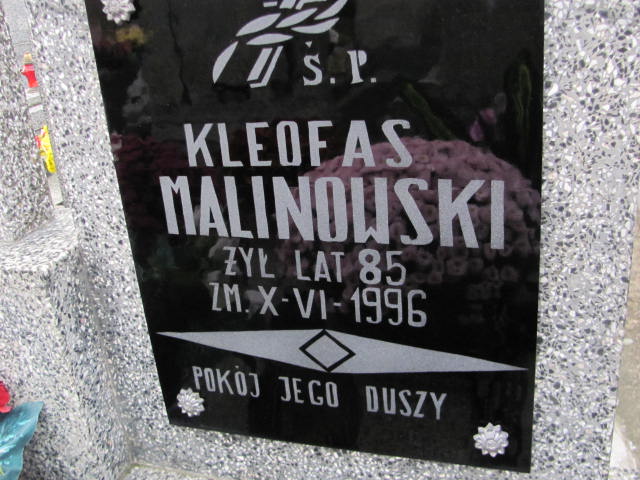 Ś.P.
KLEOFAS
MALINOWSKI
ŻYŁ LAT 85
ZM. X-VI-1996
POKÓJ JEGO DUSZY